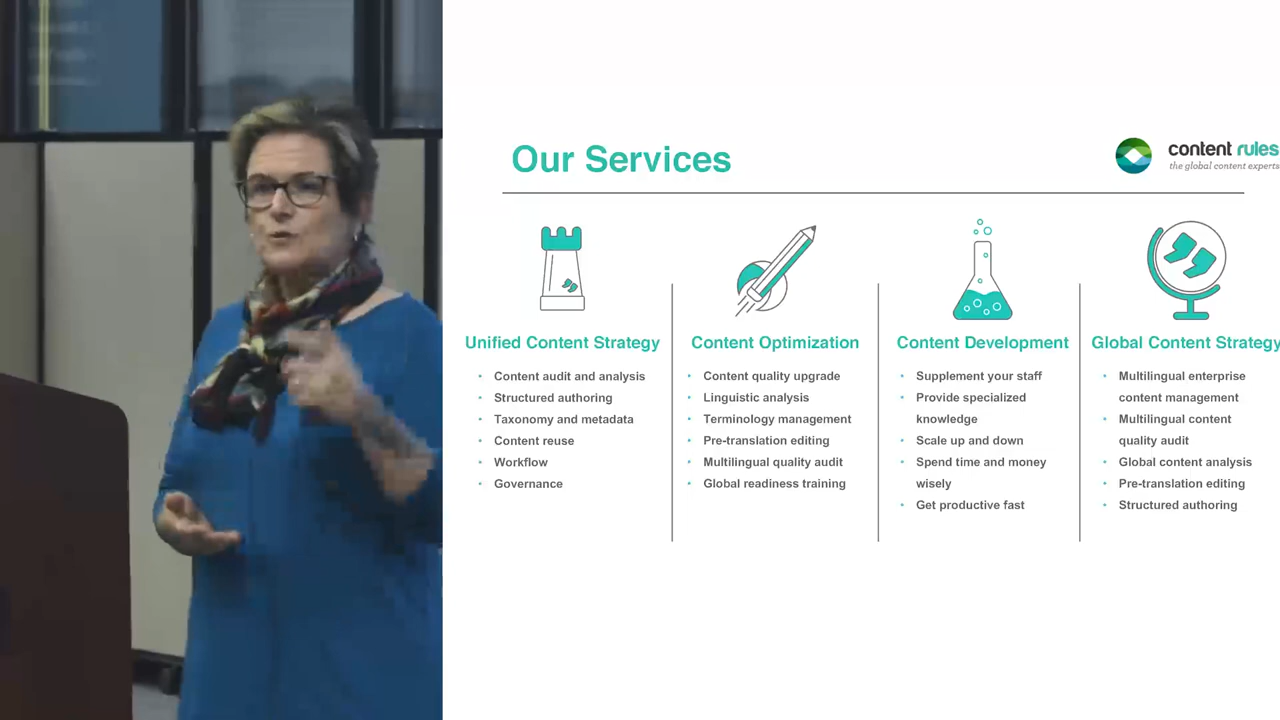 Our Services
content rules
the global content experts
Unified Content Strategy
• Content audit and analysis
• Structured authoring
• Taxonomy and metadata
• Content reuse
• Workflow
• Governance
Content Optimization
• Content quality upgrade
• Linguistic analysis
• Terminology management
• Pre-translation editing
• Multilingual quality audit
• Global readiness training
Content Development
• Supplement your staff
• Provide specialized
knowledge
• Scale up and down
• Spend time and money
wisely
• Get productive fast
Global Content Strategy
• Multilingual enterprise
content management
• Multilingual content
quality audit
• Global content analysis
• Pre-translation editing
• Structured authoring